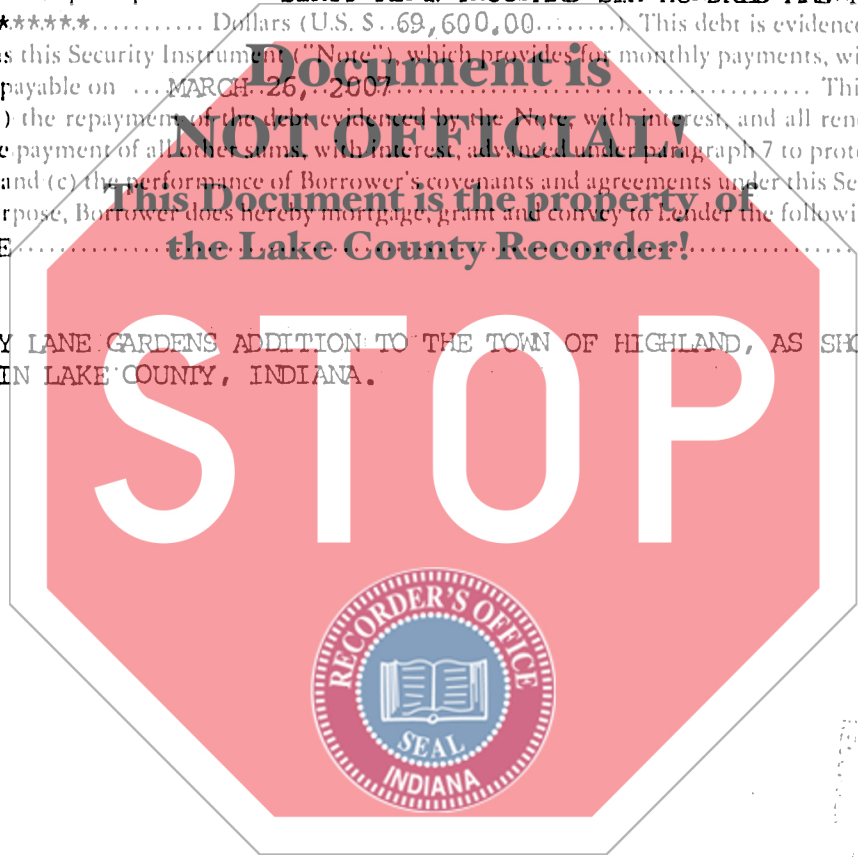 ******........... Dollars (U.S. $..69,600.00.........). This debt is evidenc
s this Security Instrument ("Note"), which provides for monthly payments, wi
payable on ...MARCH 26, 2007................................................ Thi
) the repayment of the debt evidenced by the Note, with interest, and all ren
e payment of all other sums, with interest, advanced under paragraph 7 to prot
and (c) the performance of Borrower's covenants and agreements under this Se
rpose, Borrower does hereby mortgage, grant and convey to Lender the followi
E
Document is
NOT OFFICIAL!
This Document is the property of
the Lake County Recorder!
Y LANE GARDENS ADDITION TO THE TOWN OF HIGHLAND, AS SHO
IN LAKE COUNTY, INDIANA.
STOP
RECORDER'S OFFICE
SEAL
INDIANA